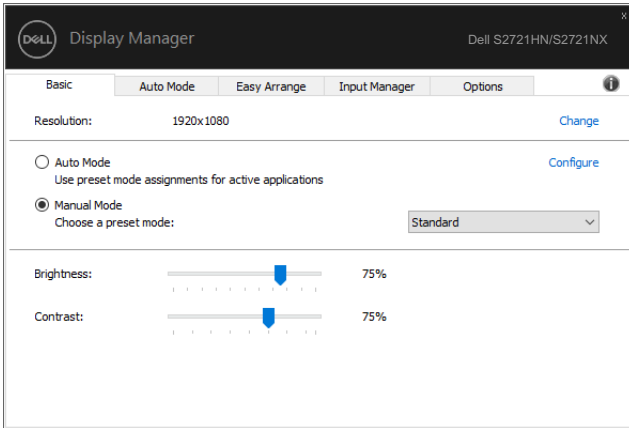 x
DELL Display Manager Dell S2721HN/S2721NX
Basic Auto Mode Easy Arrange Input Manager Options i
Resolution: 1920x1080 Change
Auto Mode Configure
Use preset mode assignments for active applications
Manual Mode
Choose a preset mode: Standard
Brightness: 75%
Contrast: 75%